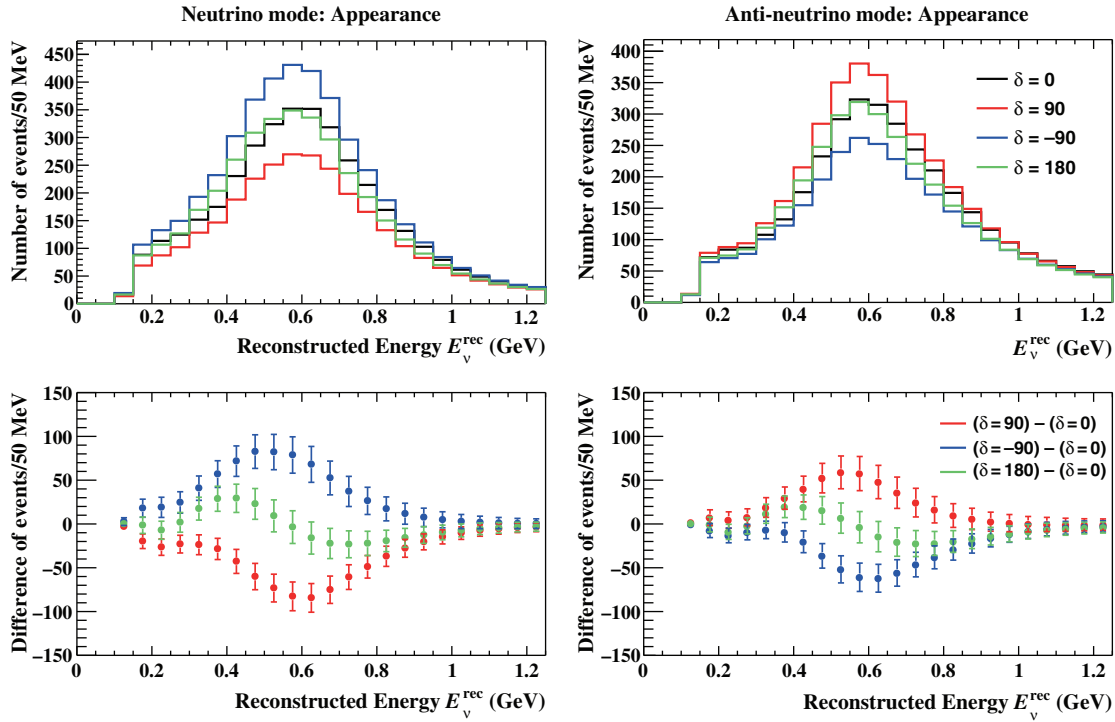 Neutrino mode: Appearance
Number of events/50 MeV
450
400
350
300
250
200
150
100
50
0
0 0.2 0.4 0.6 0.8 1 1.2
Reconstructed Energy E_ν^rec (GeV)
Anti-neutrino mode: Appearance
Number of events/50 MeV
400
350
300
250
200
150
100
50
0
δ = 0
δ = 90
δ = −90
δ = 180
0 0.2 0.4 0.6 0.8 1 1.2
E_ν^rec (GeV)
Difference of events/50 MeV
150
100
50
0
−50
−100
−150
0 0.2 0.4 0.6 0.8 1 1.2
Reconstructed Energy E_ν^rec (GeV)
Difference of events/50 MeV
150
100
50
0
−50
−100
−150
(δ = 90) − (δ = 0)
(δ = −90) − (δ = 0)
(δ = 180) − (δ = 0)
0 0.2 0.4 0.6 0.8 1 1.2
Reconstructed Energy E_ν^rec (GeV)